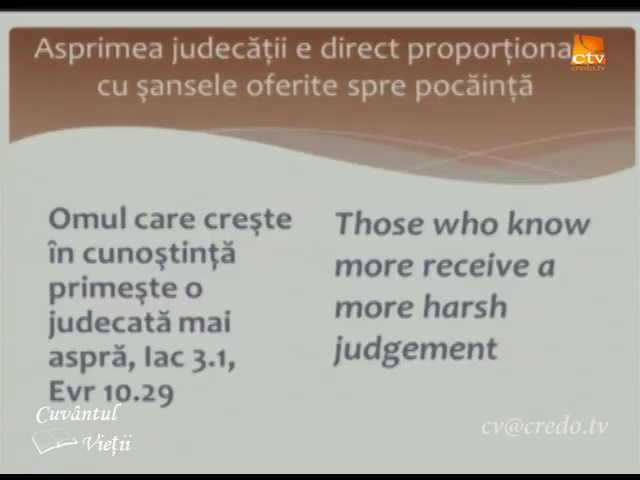 Asprimea judecății e direct proporționa
cu șansele oferite spre pocăință
ctv
credo.tv
Omul care crește
în cunoștință
primește o
judecată mai
aspră, Iac 3.1,
Evr 10.29
Those who know
more receive a
more harsh
judgement
Cuvântul
Vieții
cv@credo.tv